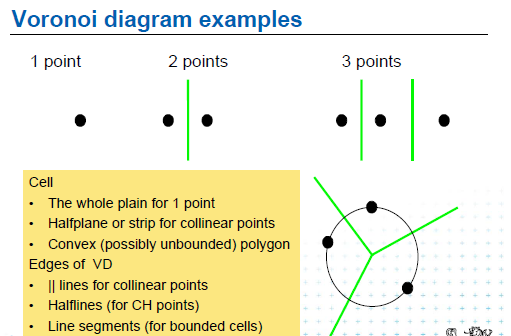 Voronoi diagram examples
1 point
2 points
3 points
Cell
• The whole plain for 1 point
• Halfplane or strip for collinear points
• Convex (possibly unbounded) polygon
Edges of VD
• || lines for collinear points
• Halflines (for CH points)
• Line segments (for bounded cells)